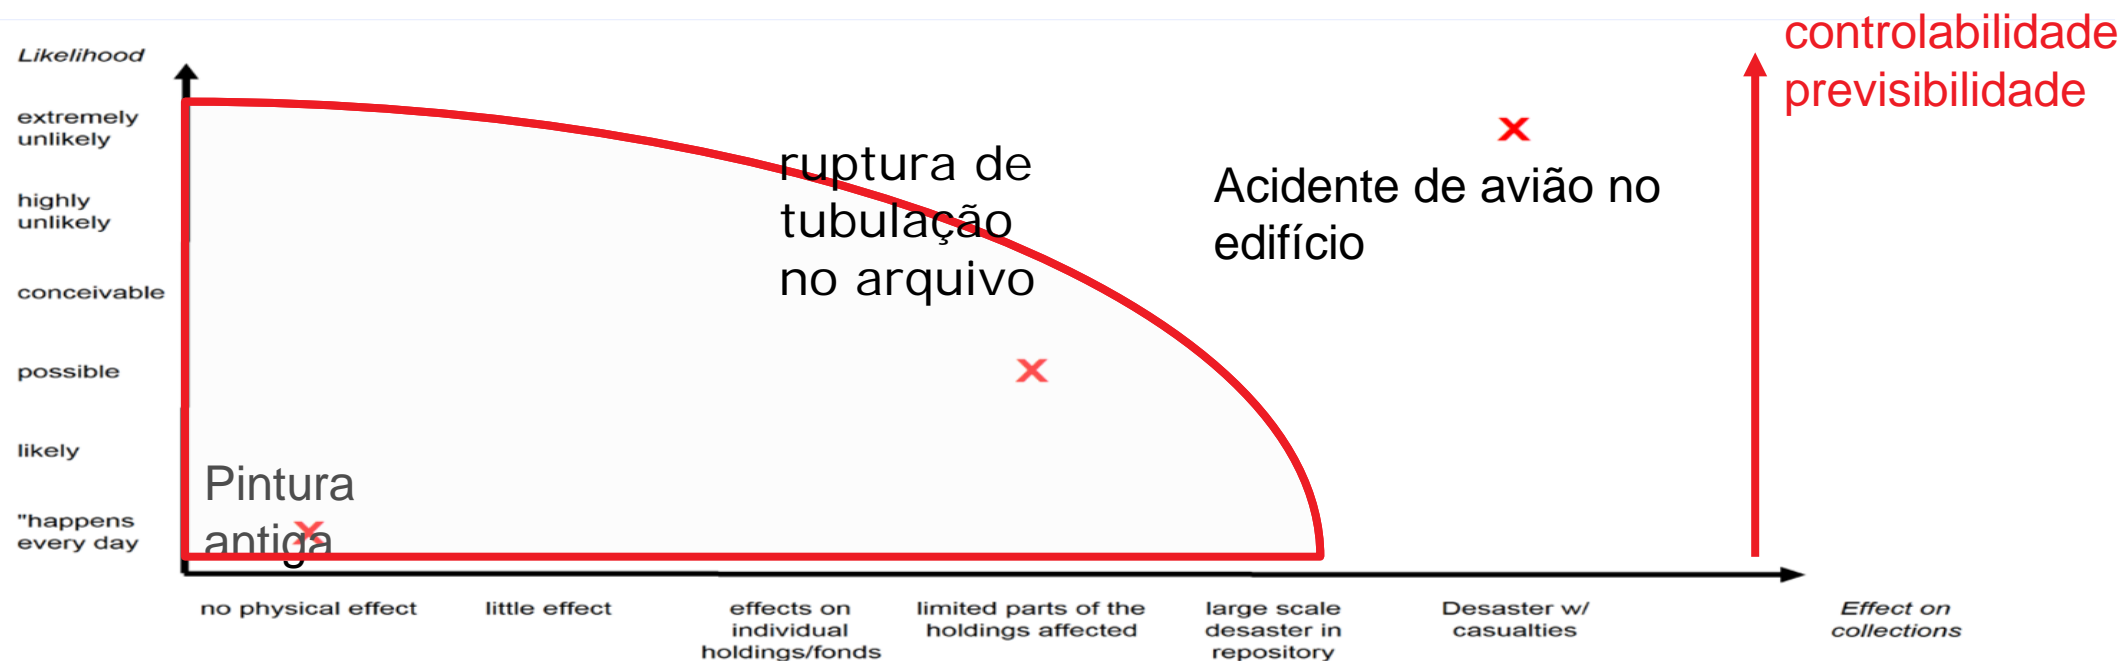 controlabilidade
previsibilidade
Likelihood
extremely
unlikely
highly
unlikely
conceivable
possible
likely
"happens
every day
ruptura de
tubulação
no arquivo
Acidente de avião no
edifício
Pintura
antiga
no physical effect
little effect
effects on
individual
holdings/fonds
limited parts of the
holdings affected
large scale
desaster in
repository
Desaster w/
casualties
Effect on
collections